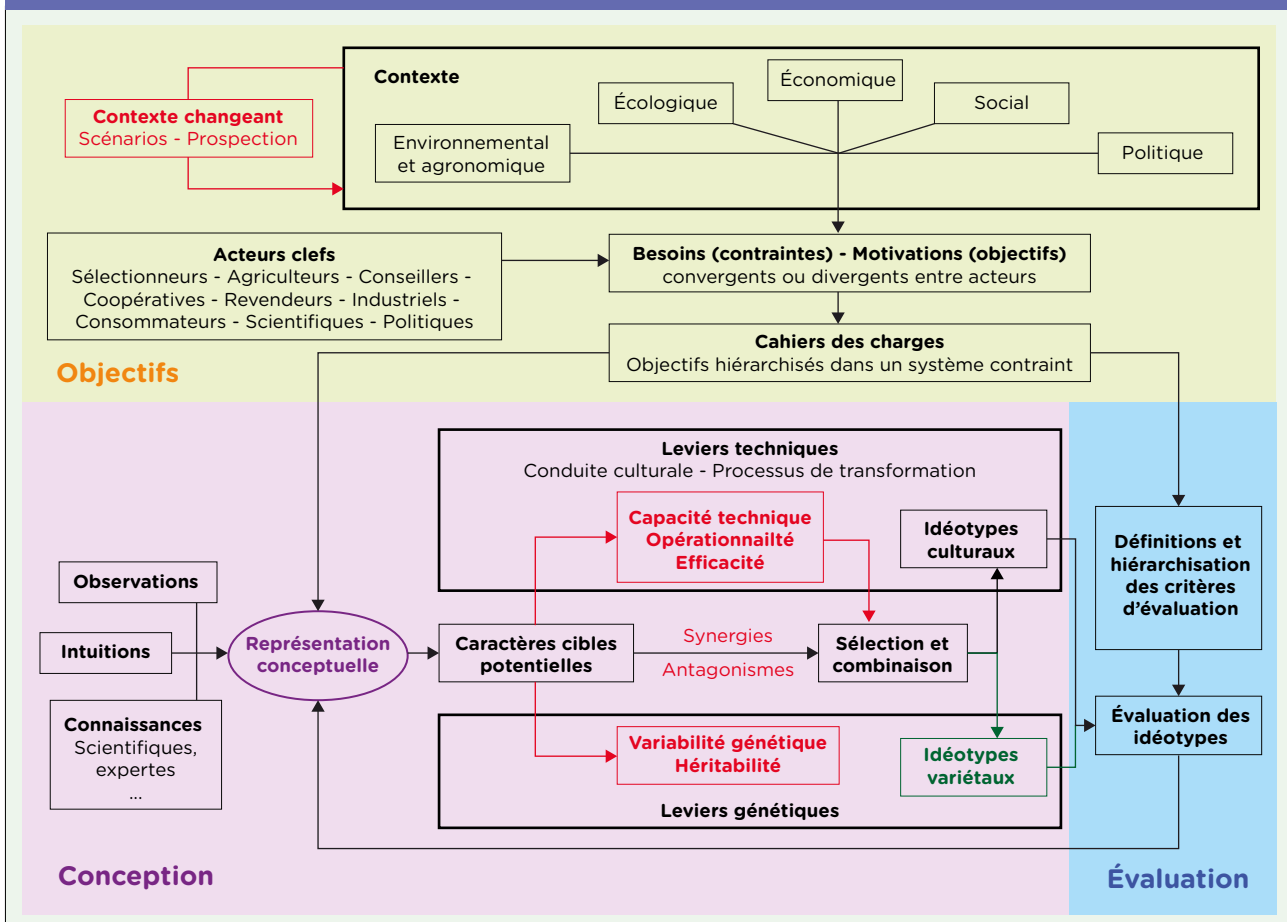 Contexte
Économique
Écologique
Social
Contexte changeant
Scénarios - Prospection
Environnemental
et agronomique
Politique
Acteurs clefs
Sélectionneurs - Agriculteurs - Conseillers -
Coopératives - Revendeurs - Industriels -
Consommateurs - Scientifiques - Politiques
Besoins (contraintes) - Motivations (objectifs)
convergents ou divergents entre acteurs
Cahiers des charges
Objectifs hiérarchisés dans un système contraint
Objectifs
Leviers techniques
Conduite culturale - Processus de transformation
Capacité technique
Opérationnailté
Efficacité
Idéotypes
culturaux
Définitions et
hiérarchisation
des critères
d'évaluation
Observations
Intuitions
Connaissances
Scientifiques,
expertes
...
Représentation
conceptuelle
Caractères cibles
potentielles
Synergies
Antagonismes
Sélection et
combinaison
Variabilité génétique
Héritabilité
Idéotypes
variétaux
Leviers génétiques
Évaluation des
idéotypes
Conception
Évaluation